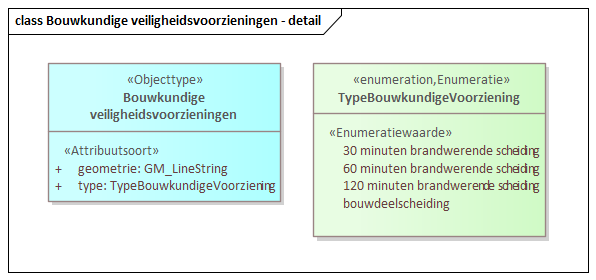 class Bouwkundige veiligheidsvoorzieningen - detail
«Objecttype»
Bouwkundige
veiligheidsvoorzieningen
«Attribuutsoort»
+ geometrie: GM_LineString
+ type: TypeBouwkundigeVoorziening
«enumeration,Enumeratie»
TypeBouwkundigeVoorziening
«Enumeratiewaarde»
30 minuten brandwerende scheiding
60 minuten brandwerende scheiding
120 minuten brandwerende scheiding
bouwdeelscheiding